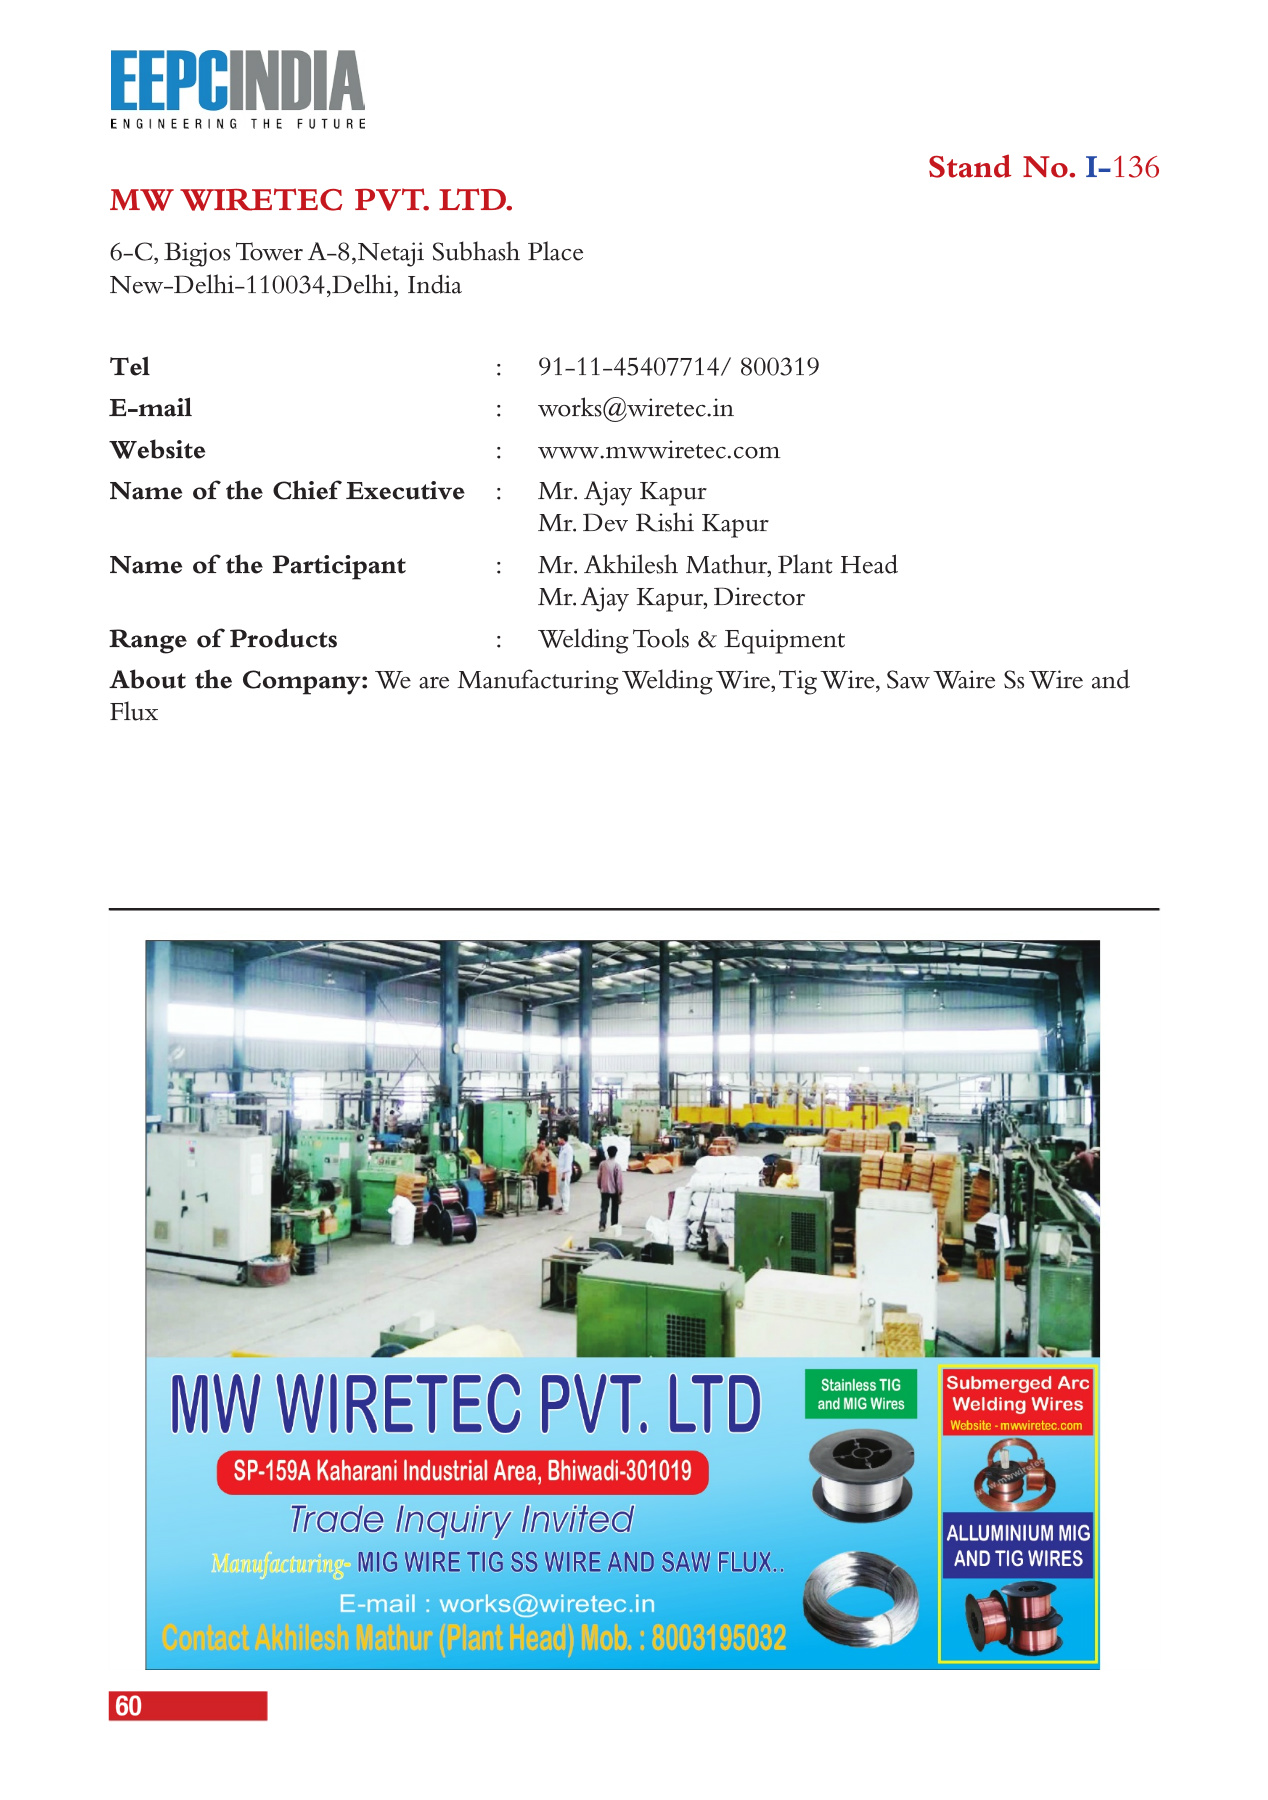 EEPCINDIA
ENGINEERING THE FUTURE
Stand No. I-136
MW WIRETEC PVT. LTD.
6-C, Bigjos Tower A-8,Netaji Subhash Place
New-Delhi-110034,Delhi, India
Tel : 91-11-45407714/ 800319
E-mail : works@wiretec.in
Website : www.mwwiretec.com
Name of the Chief Executive : Mr. Ajay Kapur
Mr. Dev Rishi Kapur
Name of the Participant : Mr. Akhilesh Mathur, Plant Head
Mr. Ajay Kapur, Director
Range of Products : Welding Tools & Equipment
About the Company: We are Manufacturing Welding Wire, Tig Wire, Saw Waire Ss Wire and
Flux
MW WIRETEC PVT. LTD
SP-159A Kaharani Industrial Area, Bhiwadi-301019
Trade Inquiry Invited
Manufacturing- MIG WIRE TIG SS WIRE AND SAW FLUX..
E-mail : works@wiretec.in
Contact Akhilesh Mathur (Plant Head) Mob. : 8003195032
Stainless TIG
and MIG Wires
Submerged Arc
Welding Wires
Website - mwwiretec.com
ALLUMINIUM MIG
AND TIG WIRES
60